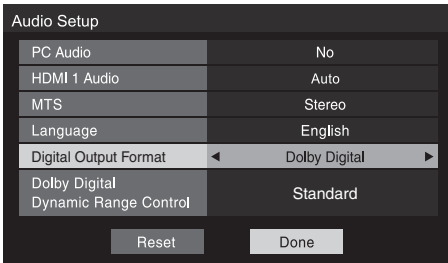 Audio Setup
PC Audio No
HDMI 1 Audio Auto
MTS Stereo
Language English
Digital Output Format Dolby Digital
Dolby Digital
Dynamic Range Control Standard
Reset Done